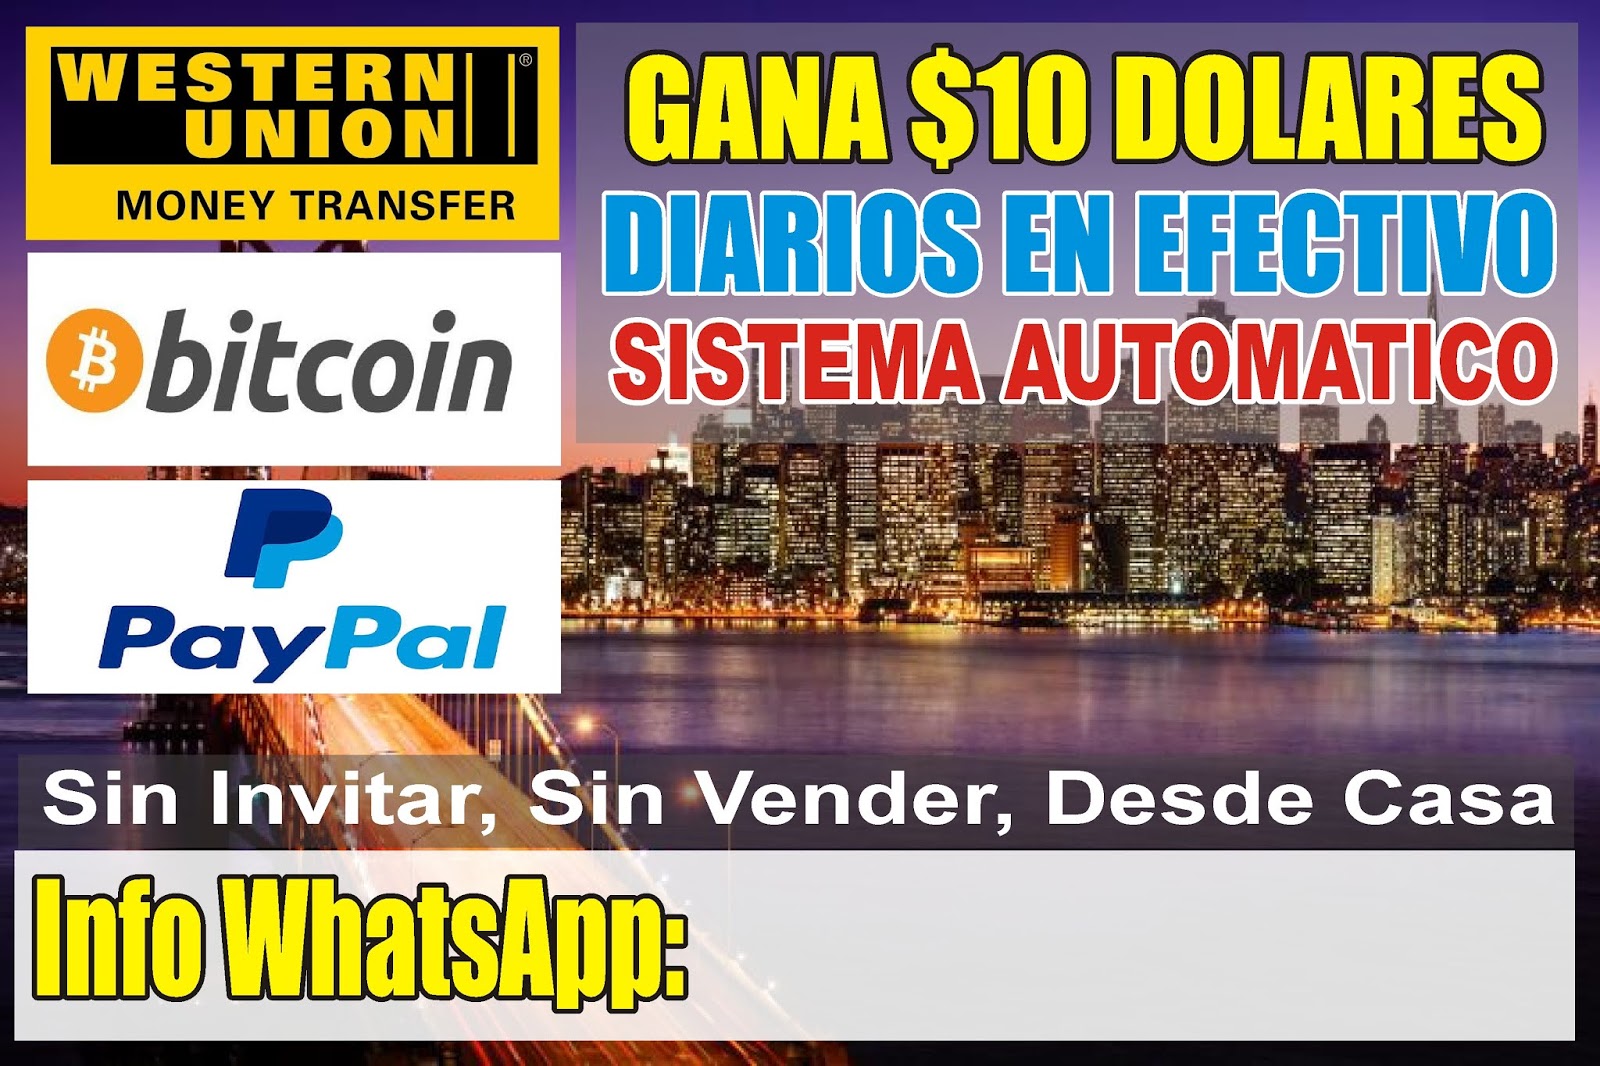 WESTERN
UNION ®
MONEY TRANSFER
bitcoin
PayPal
GANA $10 DOLARES
DIARIOS EN EFECTIVO
SISTEMA AUTOMATICO
Sin Invitar, Sin Vender, Desde Casa
Info WhatsApp: